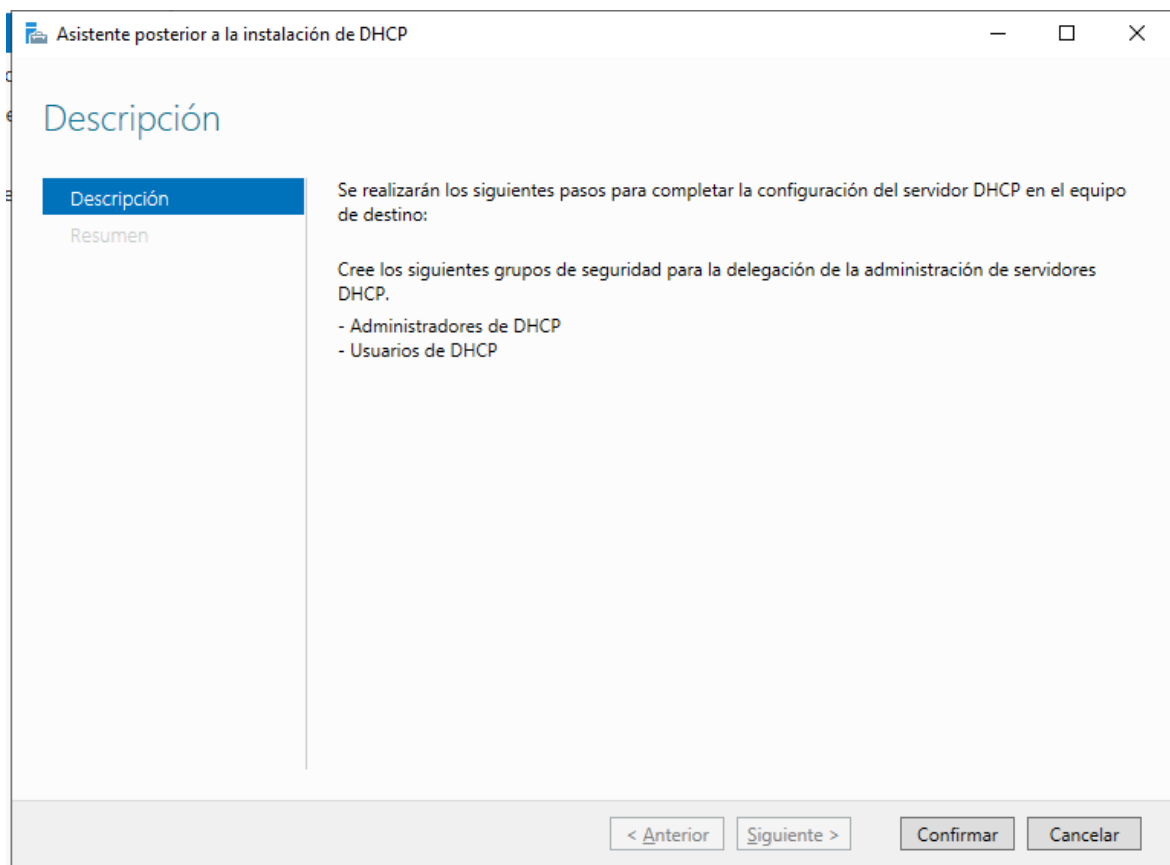 Asistente posterior a la instalación de DHCP
Descripción
Descripción
Resumen
Se realizarán los siguientes pasos para completar la configuración del servidor DHCP en el equipo
de destino:
Cree los siguientes grupos de seguridad para la delegación de la administración de servidores
DHCP.
- Administradores de DHCP
- Usuarios de DHCP
< Anterior
Siguiente >
Confirmar
Cancelar